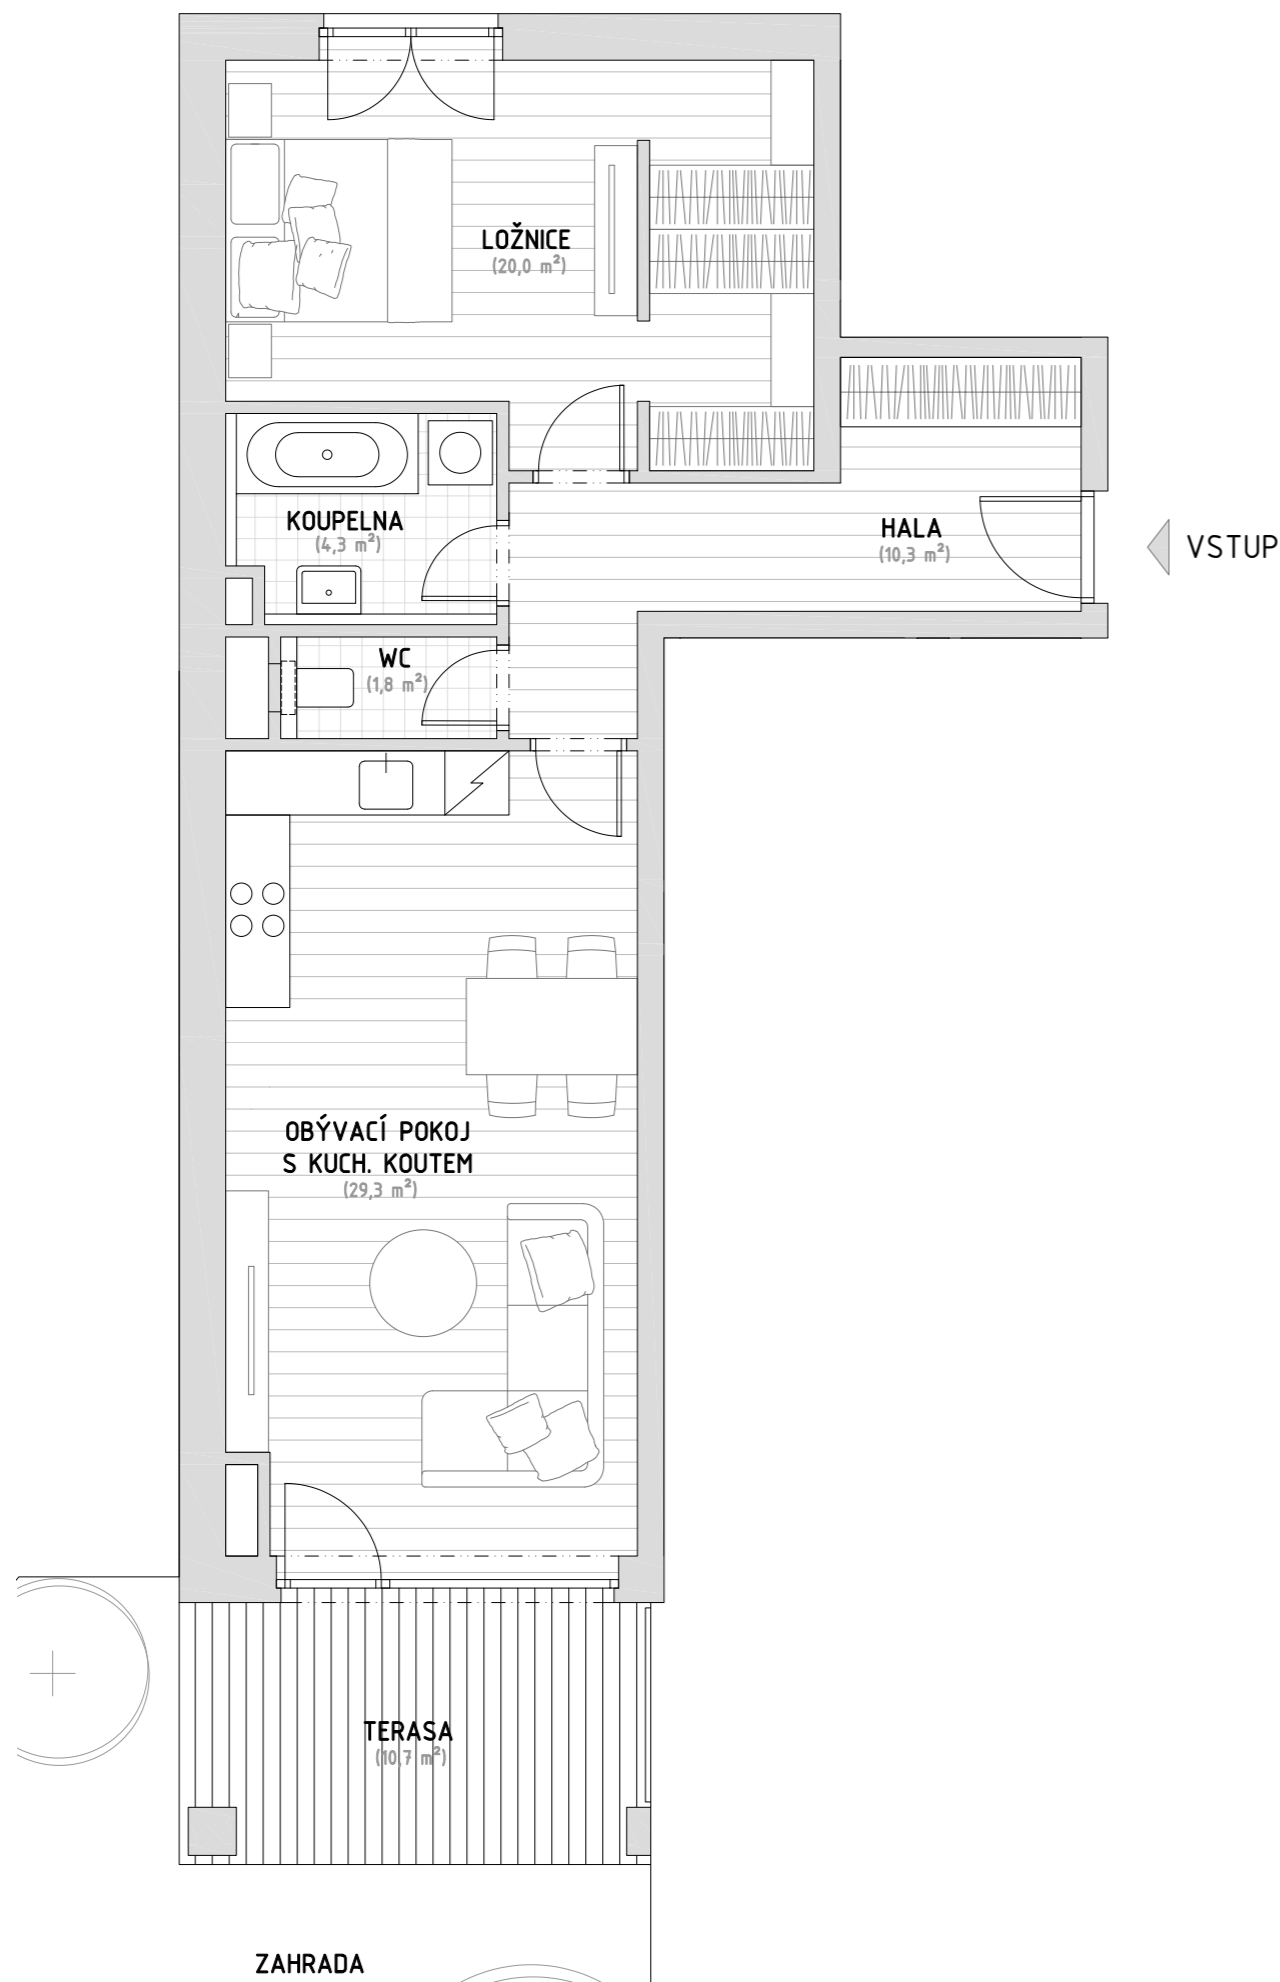 LOŽNICE
(20,0 m²)
KOUPELNA
(4,3 m²)
HALA
(10,3 m²)
VSTUP
WC
(1,8 m²)
OBÝVACÍ POKOJ
S KUCH. KOUTEM
(29,3 m²)
TERASA
(10,7 m²)
ZAHRADA